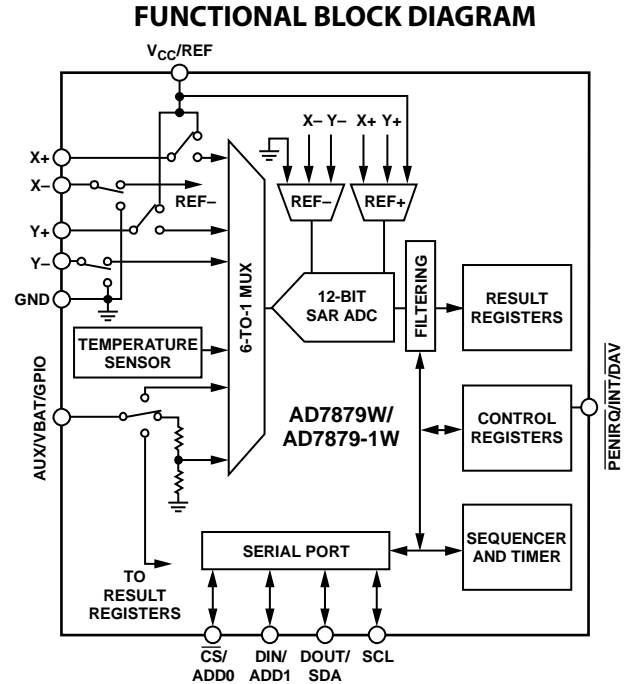 FUNCTIONAL BLOCK DIAGRAM
VCC/REF
X+
X–
Y+
Y–
GND
REF–
X– Y– X+ Y+
REF–
REF+
6-TO-1 MUX
12-BIT
SAR ADC
FILTERING
RESULT
REGISTERS
TEMPERATURE
SENSOR
AUX/VBAT/GPIO
AD7879W/
AD7879-1W
CONTROL
REGISTERS
PENIRQ/INT/DAV
SEQUENCER
AND TIMER
SERIAL PORT
TO
RESULT
REGISTERS
CS/
ADD0
DIN/
ADD1
DOUT/
SDA
SCL